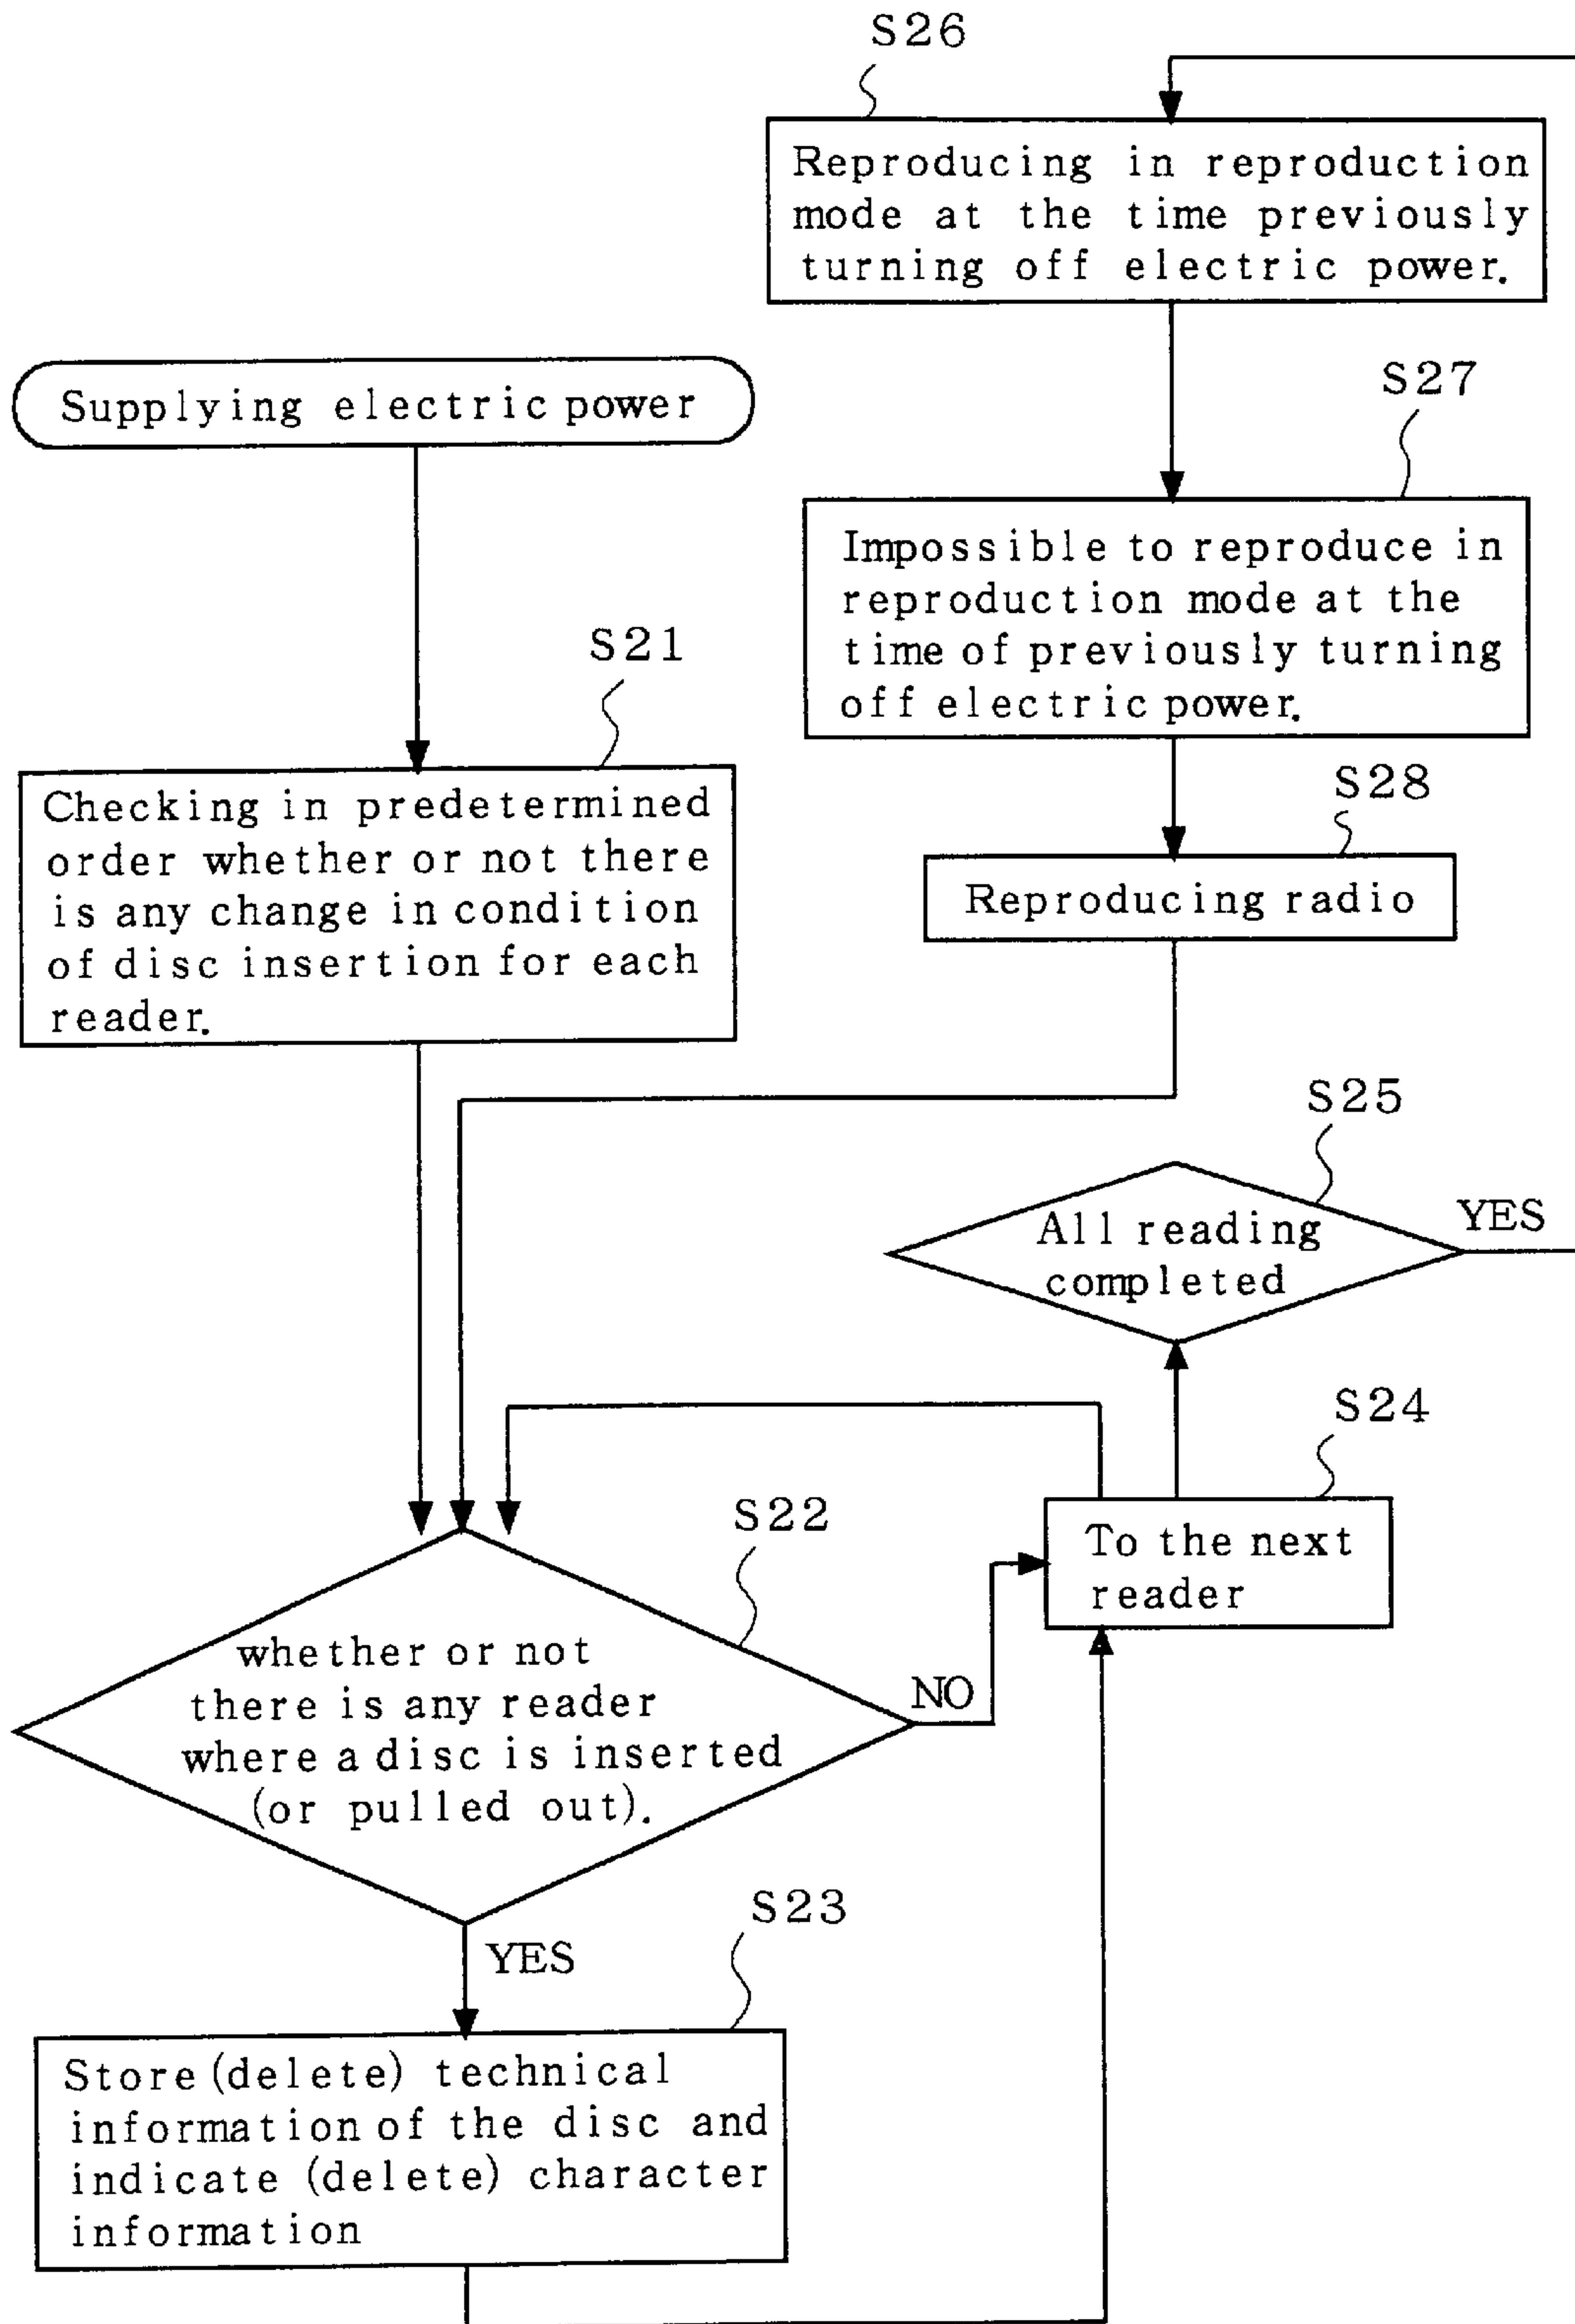 S26
Reproducing in reproduction
mode at the time previously
turning off electric power.
Supplying electric power
S27
Impossible to reproduce in
reproduction mode at the
time of previously turning
off electric power.
S21
Checking in predetermined
order whether or not there
is any change in condition
of disc insertion for each
reader.
S28
Reproducing radio
S25
All reading
completed
YES
S24
To the next
reader
S22
whether or not
there is any reader
where a disc is inserted
(or pulled out).
NO
YES
S23
Store (delete) technical
information of the disc and
indicate (delete) character
information